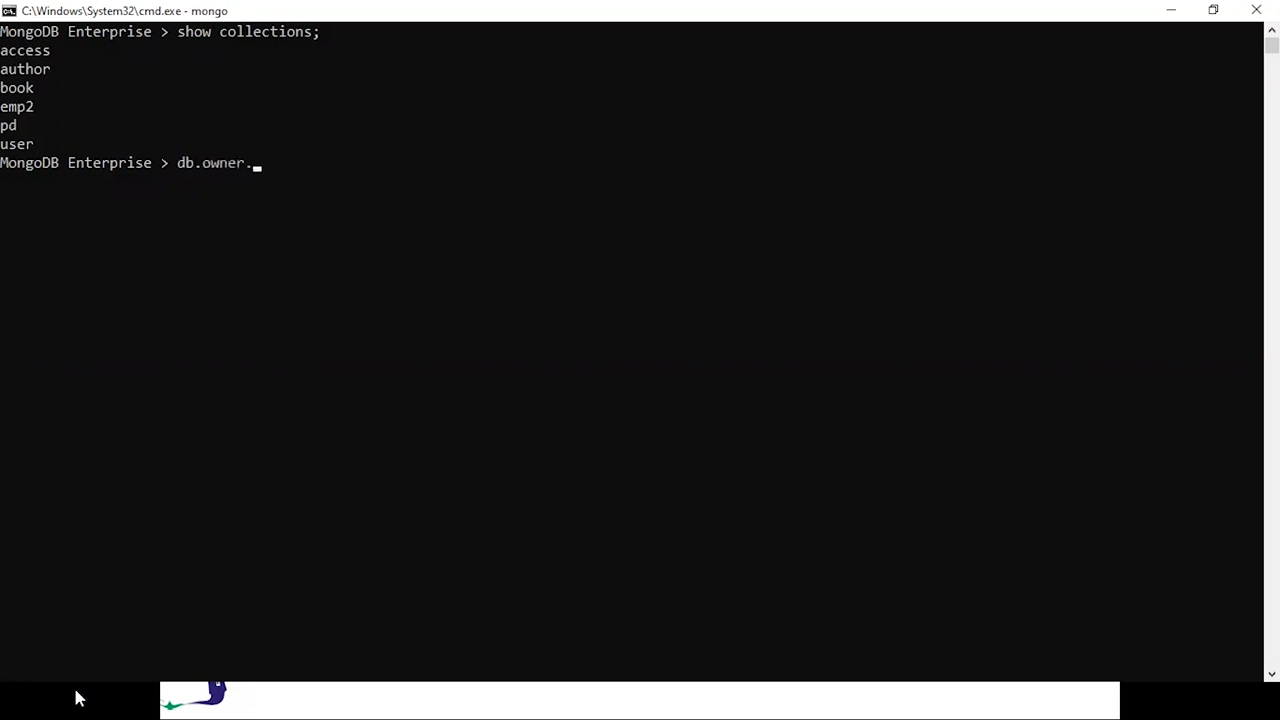 C:\Windows\System32\cmd.exe - mongo
MongoDB Enterprise > show collections;
access
author
book
emp2
pd
user
MongoDB Enterprise > db.owner._